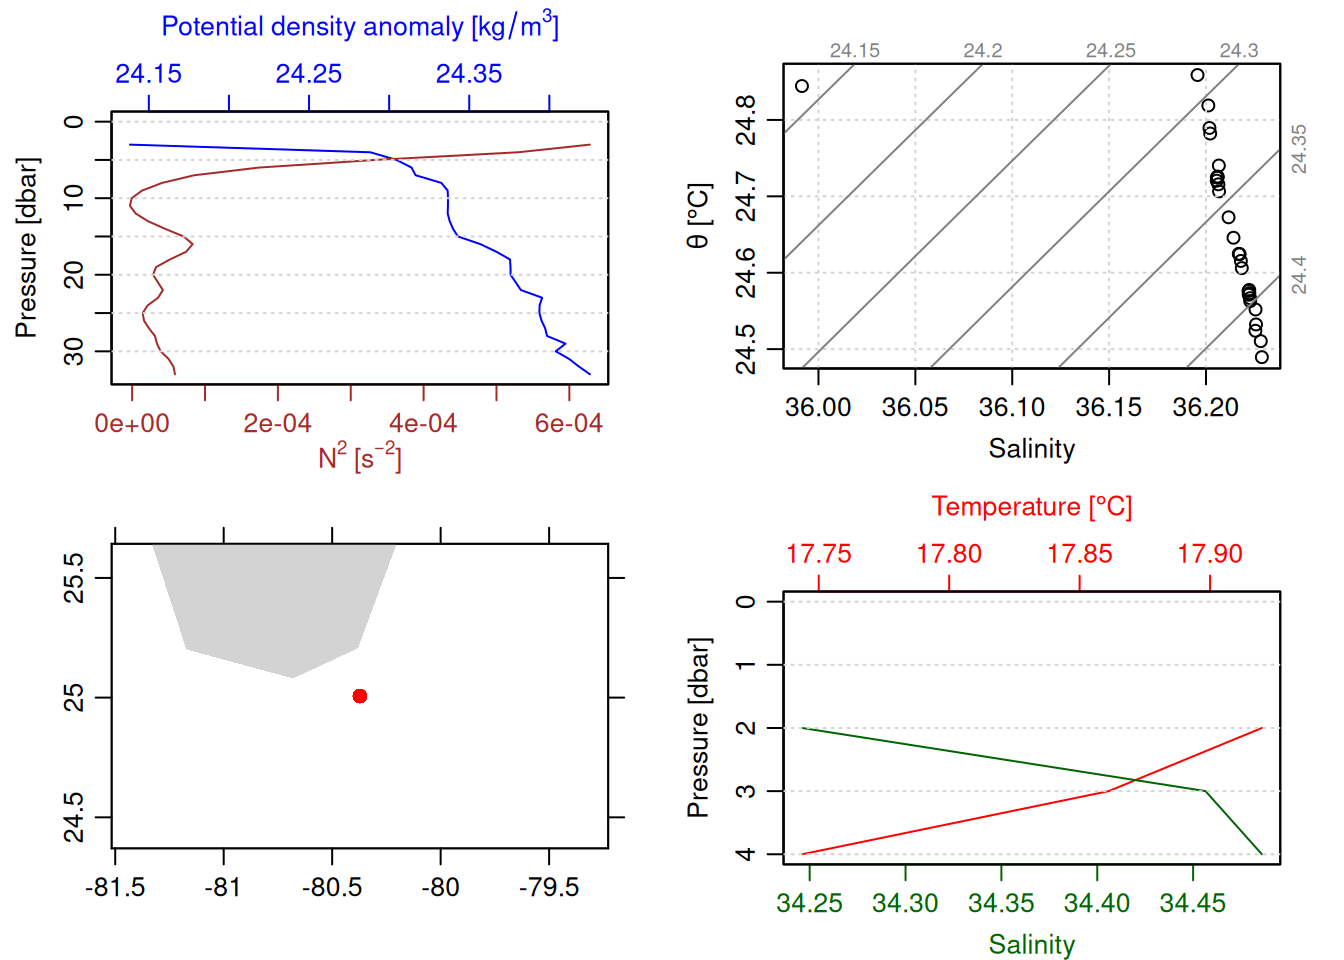 Potential density anomaly [kg/m³]
24.15 24.25 24.35
Pressure [dbar]
0
10
20
30
0e+00 2e-04 4e-04 6e-04
N² [s⁻²]
24.15 24.2 24.25 24.3
24.35
24.4
θ [°C]
24.8
24.7
24.6
24.5
36.00 36.05 36.10 36.15 36.20
Salinity
25.5
25
24.5
-81.5 -81 -80.5 -80 -79.5
Temperature [°C]
17.75 17.80 17.85 17.90
Pressure [dbar]
0
1
2
3
4
34.25 34.30 34.35 34.40 34.45
Salinity